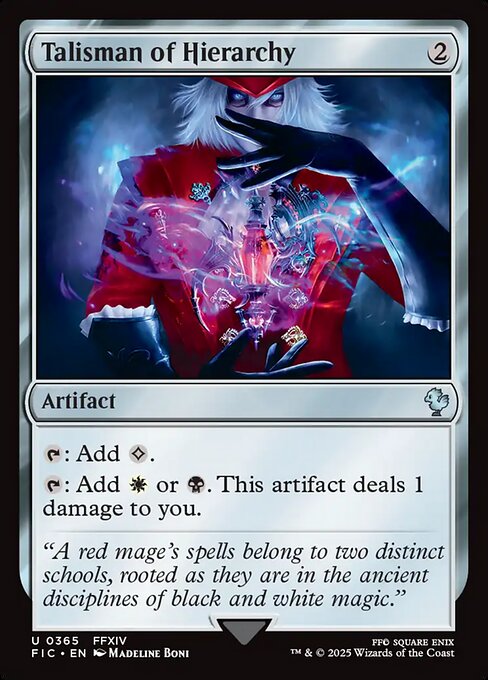 Talisman of Hierarchy 2
Artifact
: Add .
: Add or . This artifact deals 1
damage to you.
“A red mage’s spells belong to two distinct
schools, rooted as they are in the ancient
disciplines of black and white magic.”
U 0365 FFXIV
FIC • EN Madeline Boni
FF© SQUARE ENIX
™ & © 2025 Wizards of the Coast